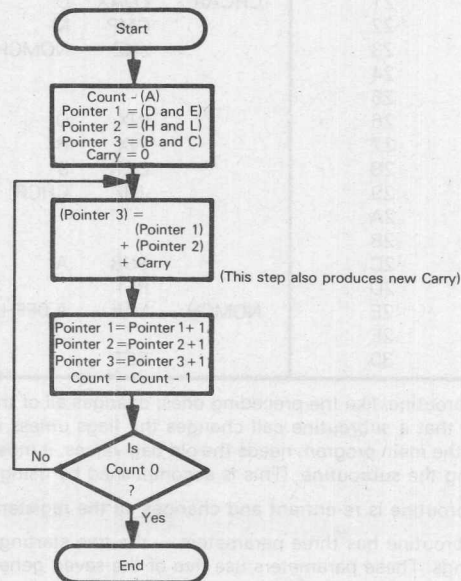 Start
Count - (A)
Pointer 1 = (D and E)
Pointer 2 = (H and L)
Pointer 3 = (B and C)
Carry = 0
(Pointer 3) =
(Pointer 1)
+ (Pointer 2)
+ Carry
(This step also produces new Carry)
Pointer 1 = Pointer 1+ 1
Pointer 2 = Pointer 2 +1
Pointer 3 = Pointer 3 +1
Count = Count - 1
No
Is
Count 0
?
Yes
End